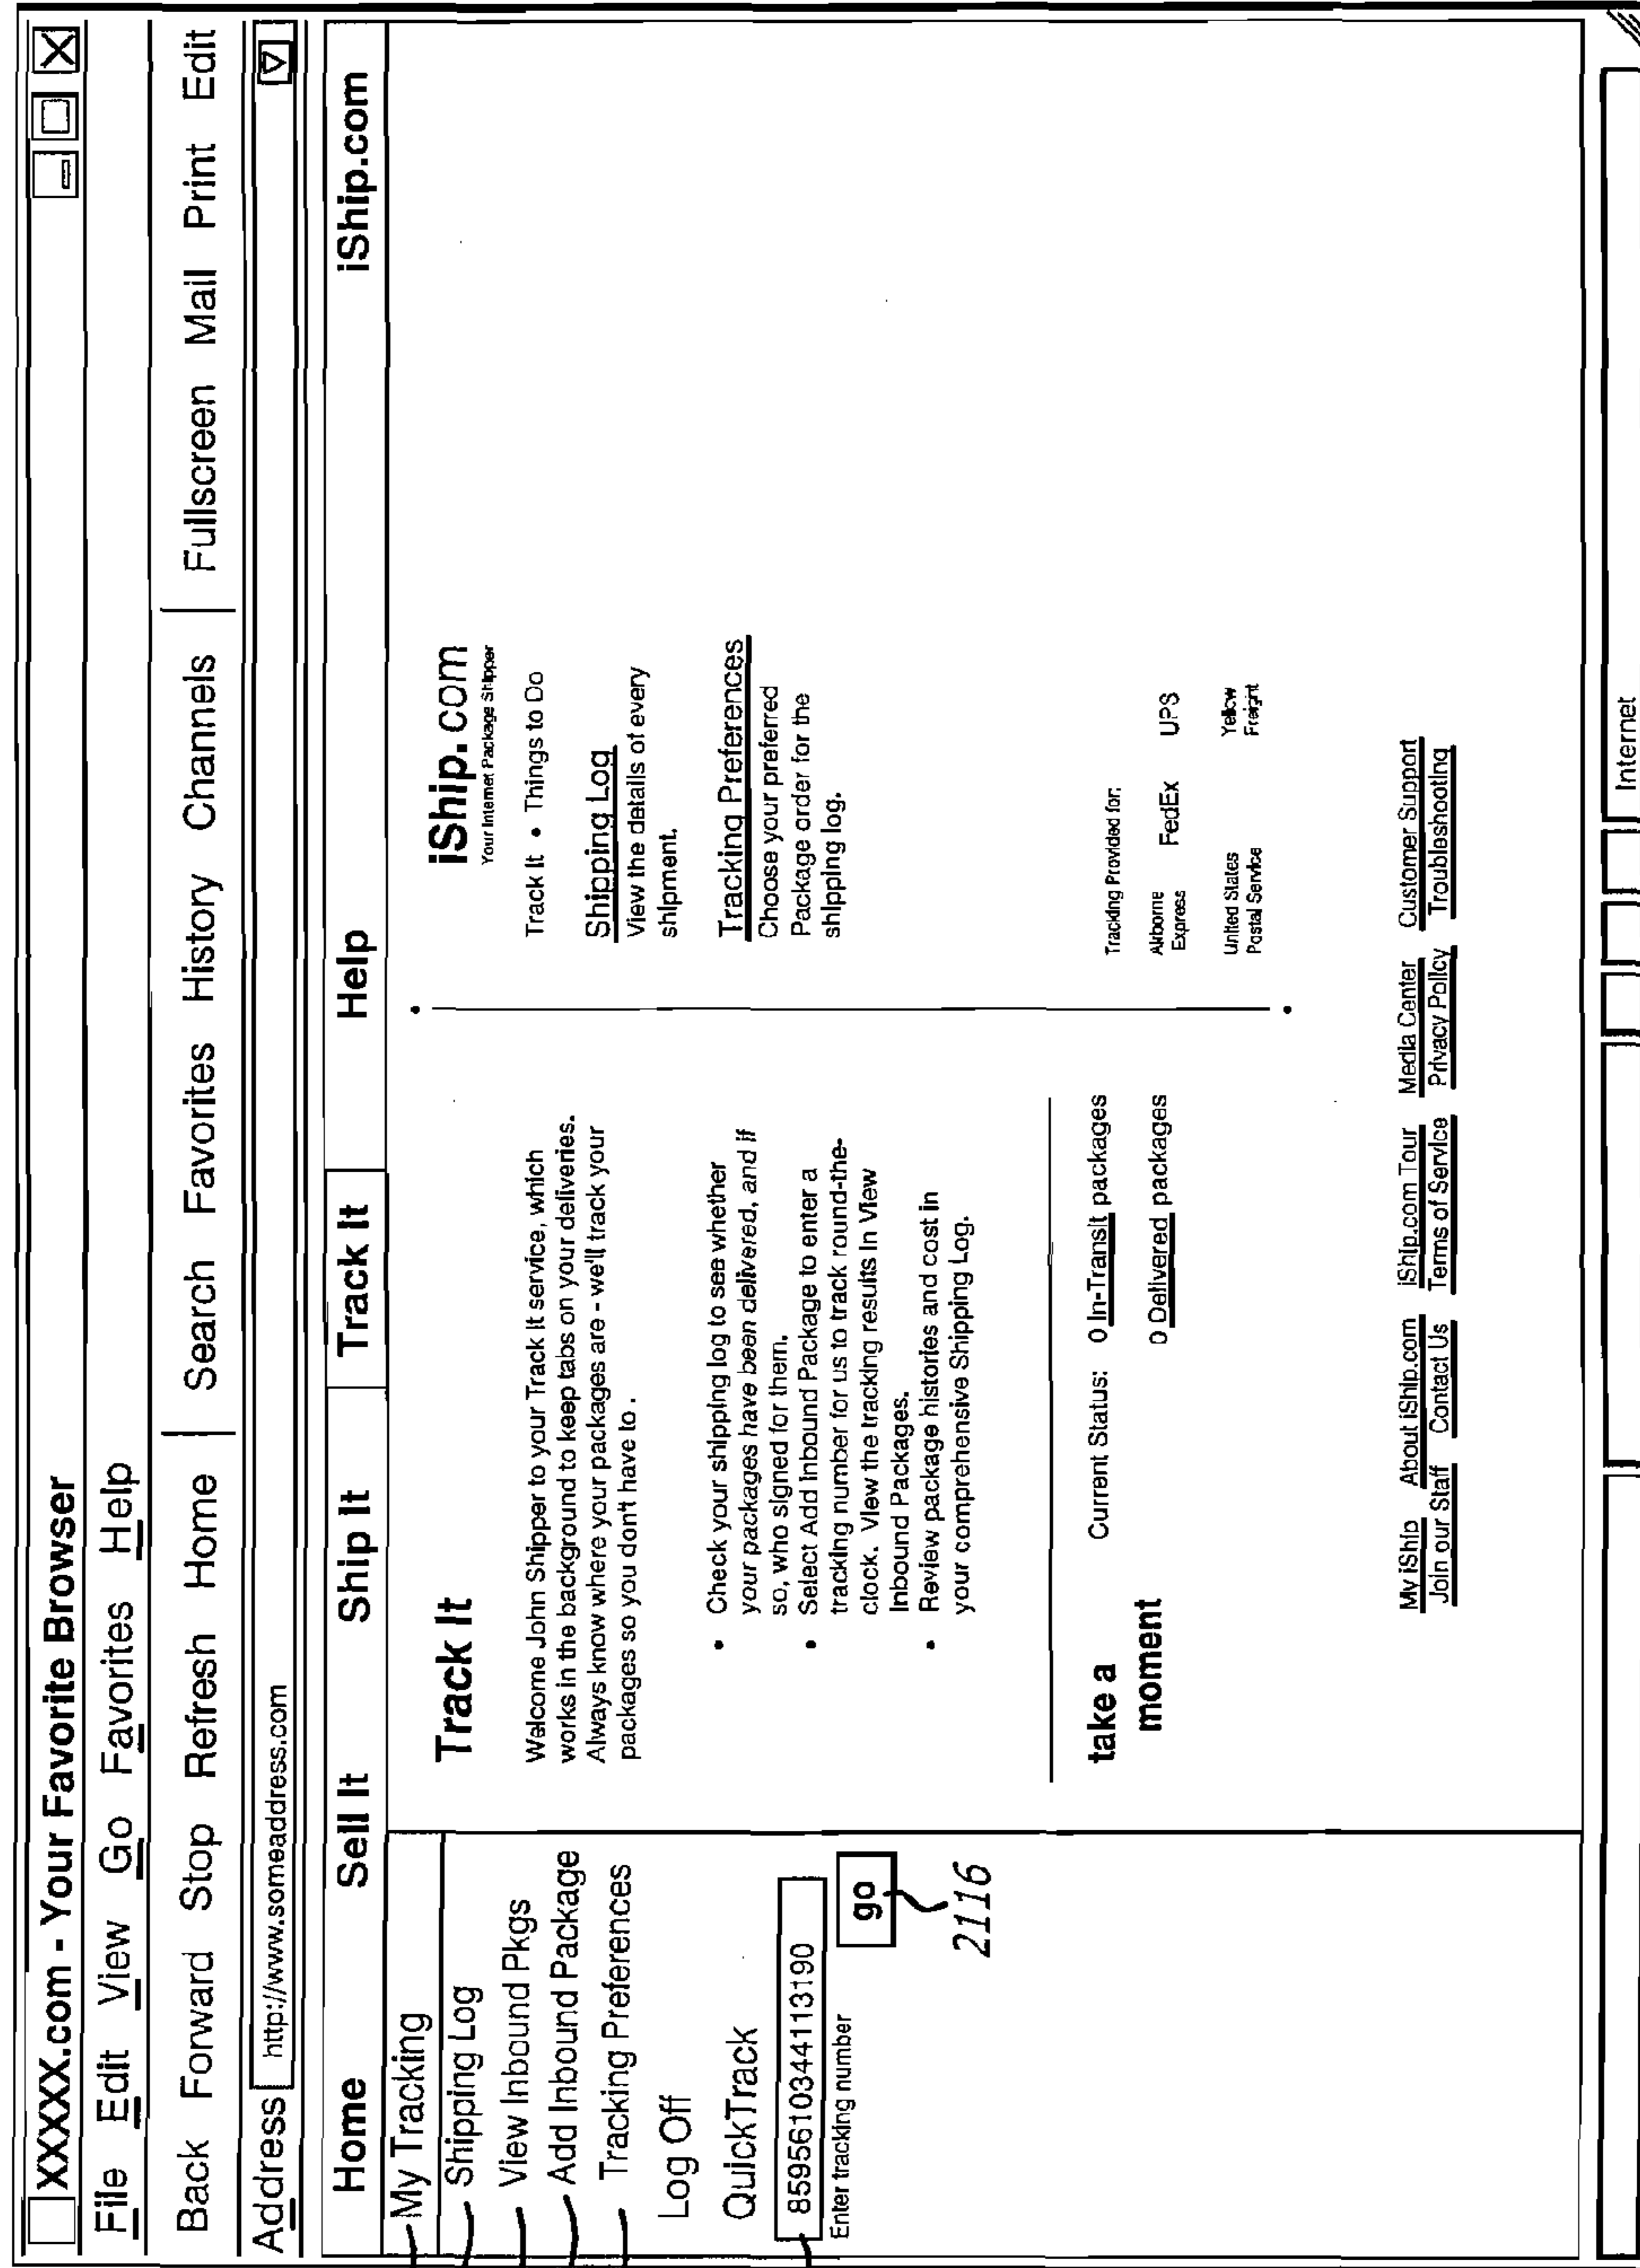 XXXXX.com - Your Favorite Browser
File Edit View Go Favorites Help
Back Forward Stop Refresh Home Search Favorites History Channels Fullscreen Mail Print Edit
Address http://www.someaddress.com
Home Sell It Ship It Track It Help iShip.com
My Tracking
Shipping Log
View Inbound Pkgs
Add Inbound Package
Tracking Preferences
Log Off
QuickTrack
8595610344113190
Enter tracking number
go
2116
Track It
Welcome John Shipper to your Track It service, which
works in the background to keep tabs on your deliveries.
Always know where your packages are - we'll track your
packages so you don't have to .
• Check your shipping log to see whether
your packages have been delivered, and if
so, who signed for them.
• Select Add Inbound Package to enter a
tracking number for us to track round-the-
clock. View the tracking results In View
Inbound Packages.
• Review package histories and cost in
your comprehensive Shipping Log.
take a
moment
Current Status: 0 In-Transit packages
0 Delivered packages
iShip.com
Your Internet Package Shipper
Track It • Things to Do
Shipping Log
View the details of every
shipment.
Tracking Preferences
Choose your preferred
Package order for the
shipping log.
Tracking Provided for:
Airborne Express FedEx UPS
United States Postal Service Yellow Freight
My iShip About iShip.com iShip.com Tour Media Center Customer Support
Join our Staff Contact Us Terms of Service Privacy Policy Troubleshooting
Internet